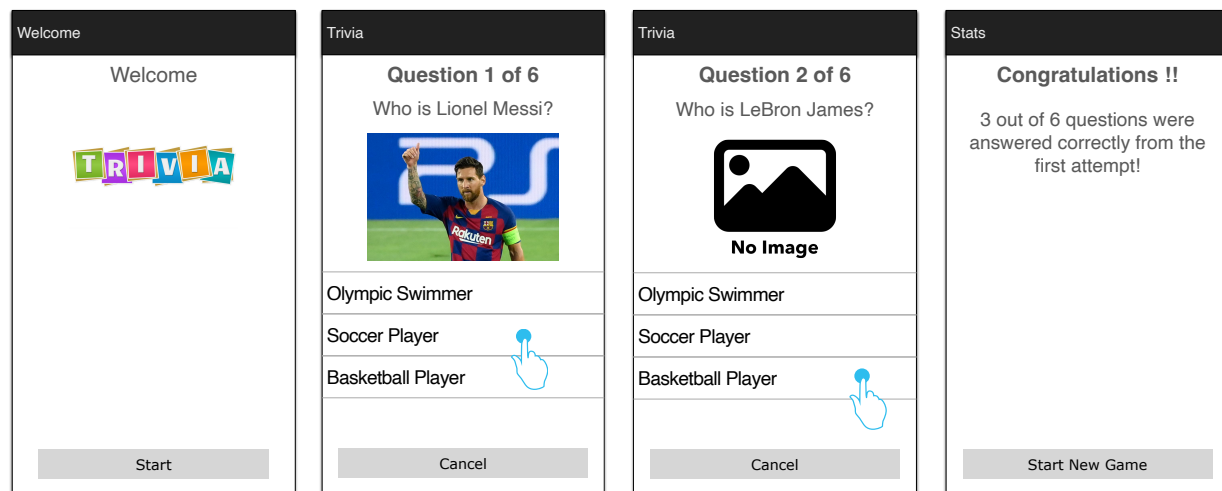 Welcome
Welcome
TRIVIA
Start
Trivia
Question 1 of 6
Who is Lionel Messi?
Rakuten
Olympic Swimmer
Soccer Player
Basketball Player
Cancel
Trivia
Question 2 of 6
Who is LeBron James?
No Image
Olympic Swimmer
Soccer Player
Basketball Player
Cancel
Stats
Congratulations !!
3 out of 6 questions were
answered correctly from the
first attempt!
Start New Game